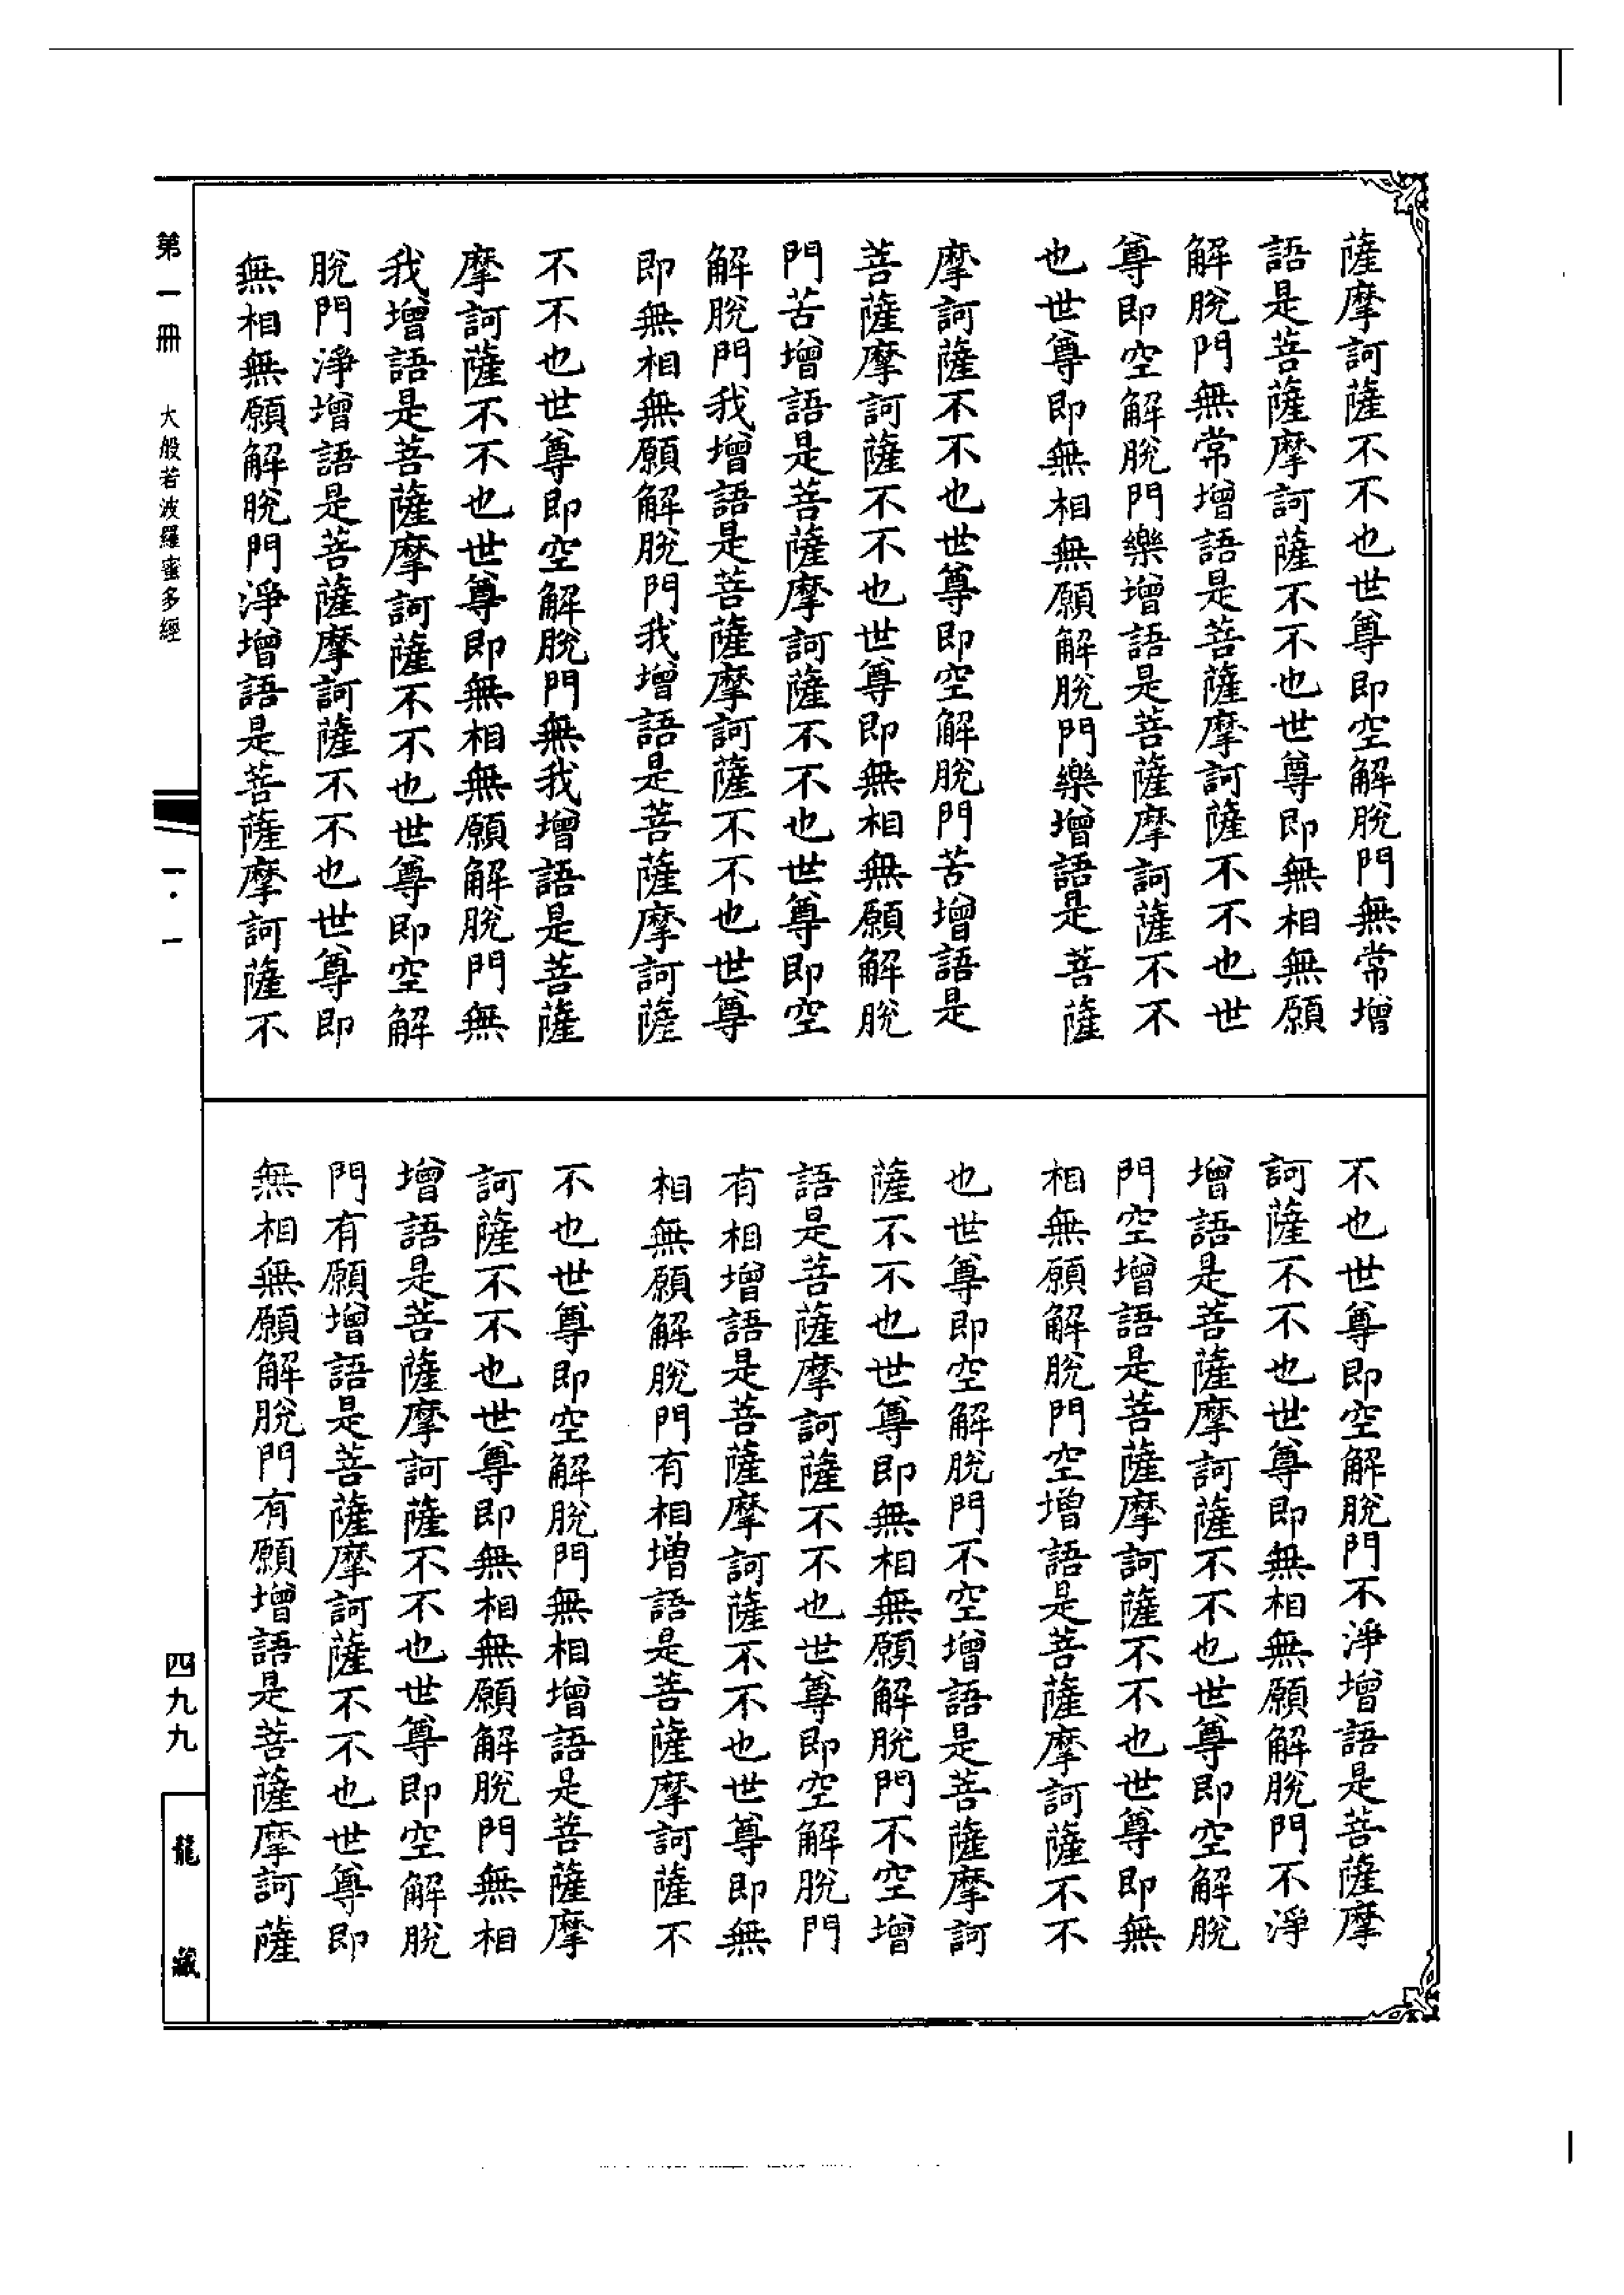 薩摩訶薩不不也世尊即空解脫門無常增
語是菩薩摩訶薩不不也世尊即無相無願
解脫門無常增語是菩薩摩訶薩不不也世
尊即空解脫門樂增語是菩薩摩訶薩不不
也世尊即無相無願解脫門樂增語是菩薩
摩訶薩不不也世尊即空解脫門苦增語是
菩薩摩訶薩不不也世尊即無相無願解脫
門苦增語是菩薩摩訶薩不不也世尊即空
解脫門我增語是菩薩摩訶薩不不也世尊
即無相無願解脫門我增語是菩薩摩訶薩
不不也世尊即空解脫門無我增語是菩薩
摩訶薩不不也世尊即無相無願解脫門無
我增語是菩薩摩訶薩不不也世尊即空解
脫門淨增語是菩薩摩訶薩不不也世尊即
無相無願解脫門淨增語是菩薩摩訶薩不
不也世尊即空解脫門不淨增語是菩薩摩
訶薩不不也世尊即無相無願解脫門不淨
增語是菩薩摩訶薩不不也世尊即空解脫
門空增語是菩薩摩訶薩不不也世尊即無
相無願解脫門空增語是菩薩摩訶薩不不
也世尊即空解脫門不空增語是菩薩摩訶
薩不不也世尊即無相無願解脫門不空增
語是菩薩摩訶薩不不也世尊即空解脫門
有相增語是菩薩摩訶薩不不也世尊即無
相無願解脫門有相增語是菩薩摩訶薩不
不也世尊即空解脫門無相增語是菩薩摩
訶薩不不也世尊即無相無願解脫門無相
增語是菩薩摩訶薩不不也世尊即空解脫
門有願增語是菩薩摩訶薩不不也世尊即
無相無願解脫門有願增語是菩薩摩訶薩
第一冊 大般若波羅蜜多經 一·一 四九九 龍藏